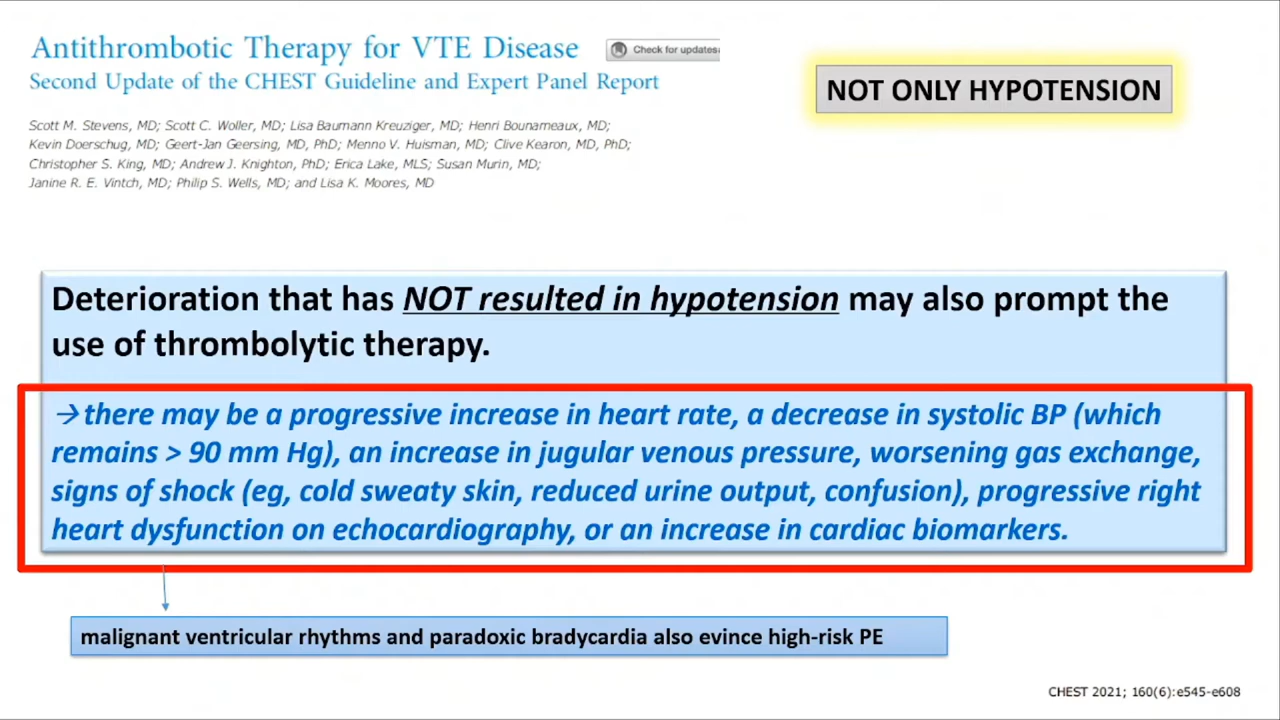 Antithrombotic Therapy for VTE Disease
Check for updates
Second Update of the CHEST Guideline and Expert Panel Report
Scott M. Stevens, MD; Scott C. Woller, MD; Lisa Baumann Kreuziger, MD; Henri Bounameaux, MD;
Kevin Doerschug, MD; Geert-Jan Geersing, MD, PhD; Menno V. Huisman, MD; Clive Kearon, MD, PhD;
Christopher S. King, MD; Andrew J. Knighton, PhD; Erica Lake, MLS; Susan Murin, MD;
Janine R. E. Vintch, MD; Philip S. Wells, MD; and Lisa K. Moores, MD
NOT ONLY HYPOTENSION
Deterioration that has NOT resulted in hypotension may also prompt the
use of thrombolytic therapy.
→there may be a progressive increase in heart rate, a decrease in systolic BP (which
remains > 90 mm Hg), an increase in jugular venous pressure, worsening gas exchange,
signs of shock (eg, cold sweaty skin, reduced urine output, confusion), progressive right
heart dysfunction on echocardiography, or an increase in cardiac biomarkers.
malignant ventricular rhythms and paradoxic bradycardia also evince high-risk PE
CHEST 2021; 160(6):e545-e608